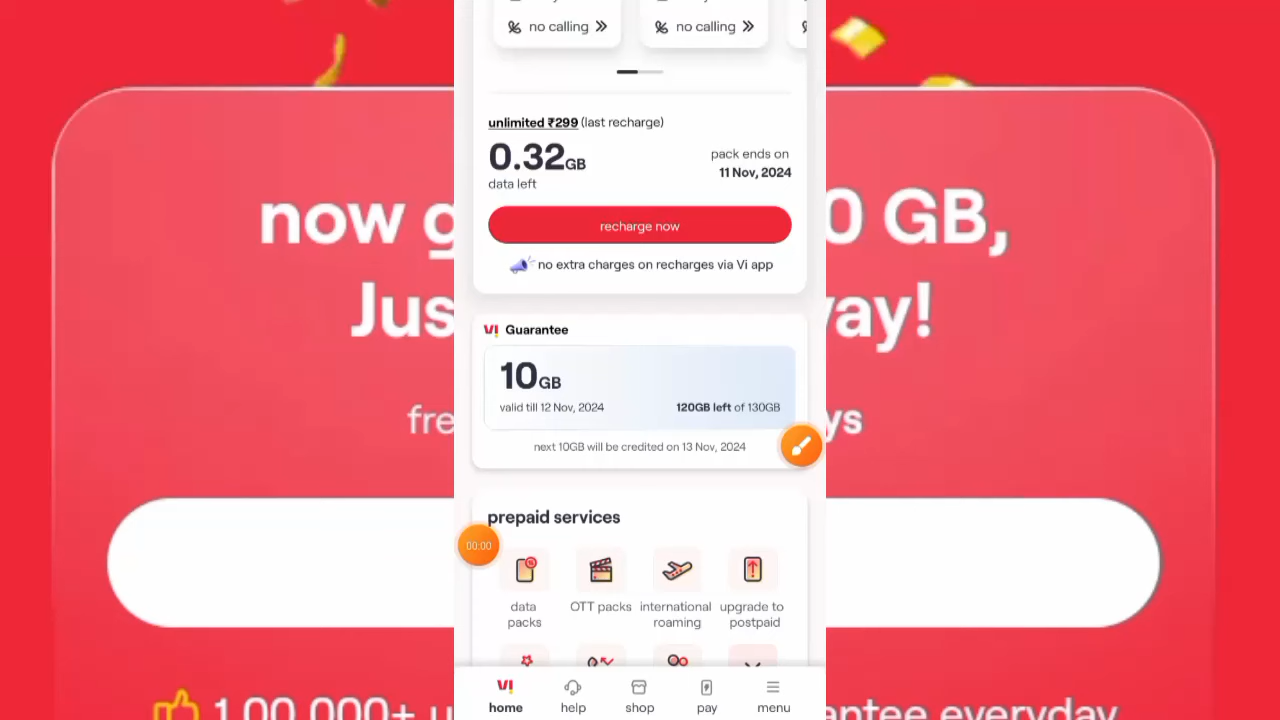 no calling
no calling
unlimited ₹299 (last recharge)
0.32GB
data left
pack ends on
11 Nov, 2024
recharge now
no extra charges on recharges via Vi app
now g
0 GB,
Jus
way!
fre
ys
VI Guarantee
10GB
valid till 12 Nov, 2024
120GB left of 130GB
next 10GB will be credited on 13 Nov, 2024
prepaid services
00:00
data packs
OTT packs
international roaming
upgrade to postpaid
1,00,000+ u
antee everyday
VI
home
help
shop
pay
menu